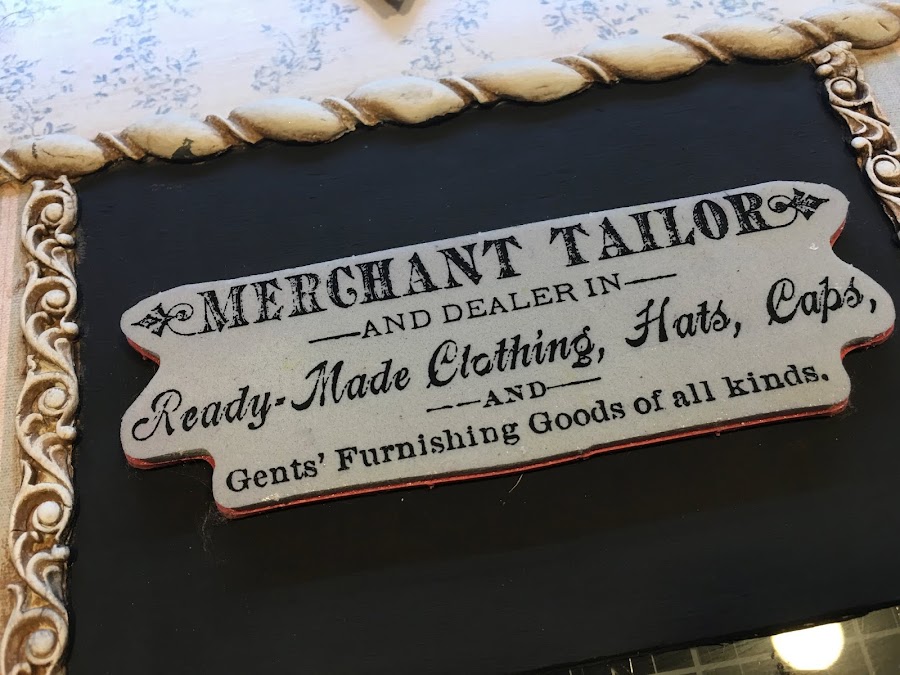 MERCHANT TAILOR
—AND DEALER IN—
Ready-Made Clothing, Hats, Caps,
—AND—
Gents' Furnishing Goods of all kinds.